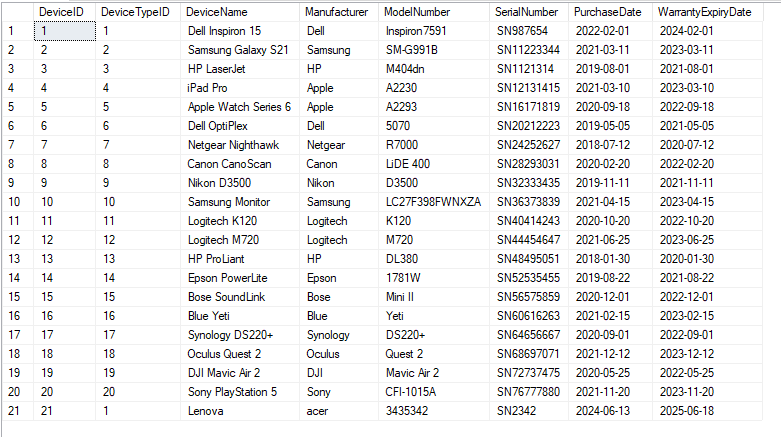 DeviceID DeviceTypeID DeviceName Manufacturer ModelNumber SerialNumber PurchaseDate WarrantyExpiryDate
1 1 1 Dell Inspiron 15 Dell Inspiron7591 SN987654 2022-02-01 2024-02-01
2 2 2 Samsung Galaxy S21 Samsung SM-G991B SN11223344 2021-03-11 2023-03-11
3 3 3 HP LaserJet HP M404dn SN1121314 2019-08-01 2021-08-01
4 4 4 iPad Pro Apple A2230 SN12131415 2021-03-10 2023-03-10
5 5 5 Apple Watch Series 6 Apple A2293 SN16171819 2020-09-18 2022-09-18
6 6 6 Dell OptiPlex Dell 5070 SN20212223 2019-05-05 2021-05-05
7 7 7 Netgear Nighthawk Netgear R7000 SN24252627 2018-07-12 2020-07-12
8 8 8 Canon CanoScan Canon LiDE 400 SN28293031 2020-02-20 2022-02-20
9 9 9 Nikon D3500 Nikon D3500 SN32333435 2019-11-11 2021-11-11
10 10 10 Samsung Monitor Samsung LC27F398FWNXZA SN36373839 2021-04-15 2023-04-15
11 11 11 Logitech K120 Logitech K120 SN40414243 2020-10-20 2022-10-20
12 12 12 Logitech M720 Logitech M720 SN44454647 2021-06-25 2023-06-25
13 13 13 HP ProLiant HP DL380 SN48495051 2018-01-30 2020-01-30
14 14 14 Epson PowerLite Epson 1781W SN52535455 2019-08-22 2021-08-22
15 15 15 Bose SoundLink Bose Mini II SN56575859 2020-12-01 2022-12-01
16 16 16 Blue Yeti Blue Yeti SN60616263 2021-02-15 2023-02-15
17 17 17 Synology DS220+ Synology DS220+ SN64656667 2020-09-01 2022-09-01
18 18 18 Oculus Quest 2 Oculus Quest 2 SN68697071 2021-12-12 2023-12-12
19 19 19 DJI Mavic Air 2 DJI Mavic Air 2 SN72737475 2020-05-25 2022-05-25
20 20 20 Sony PlayStation 5 Sony CFI-1015A SN76777880 2021-11-20 2023-11-20
21 21 1 Lenova acer 3435342 SN2342 2024-06-13 2025-06-18